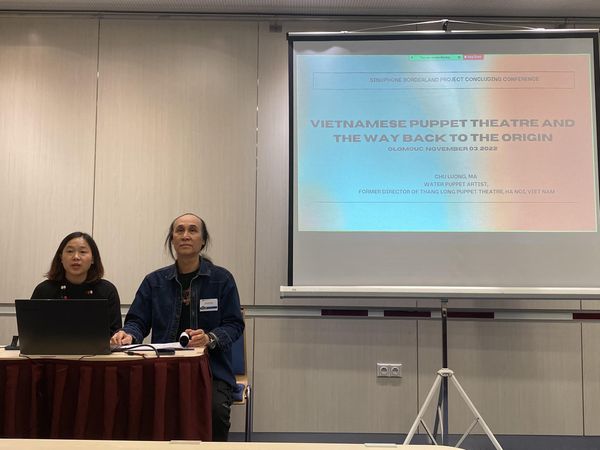 SINOPHONE BORDERLAND PROJECT CONCLUDING CONFERENCE
VIETNAMESE PUPPET THEATRE AND
THE WAY BACK TO THE ORIGIN
OLOMOUC NOVEMBER 03 2022
CHU LUONG, MA
WATER PUPPET ARTIST,
FORMER DIRECTOR OF THANG LONG PUPPET THEATRE, HA NOI, VIET NAM